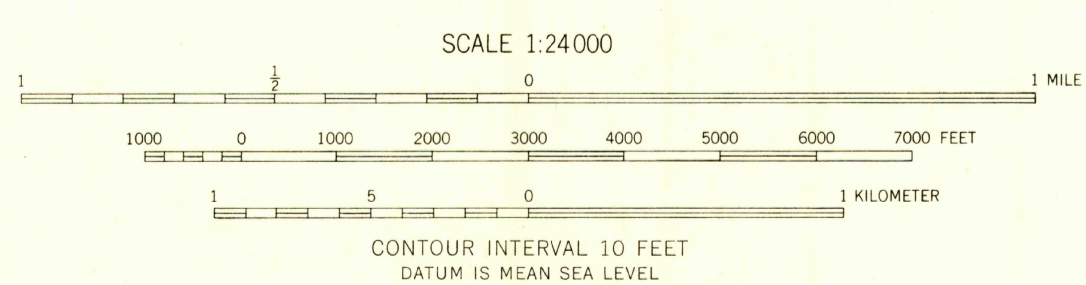 SCALE 1:24000
1 ½ 0 1 MILE
1000 0 1000 2000 3000 4000 5000 6000 7000 FEET
1 5 0 1 KILOMETER
CONTOUR INTERVAL 10 FEET
DATUM IS MEAN SEA LEVEL